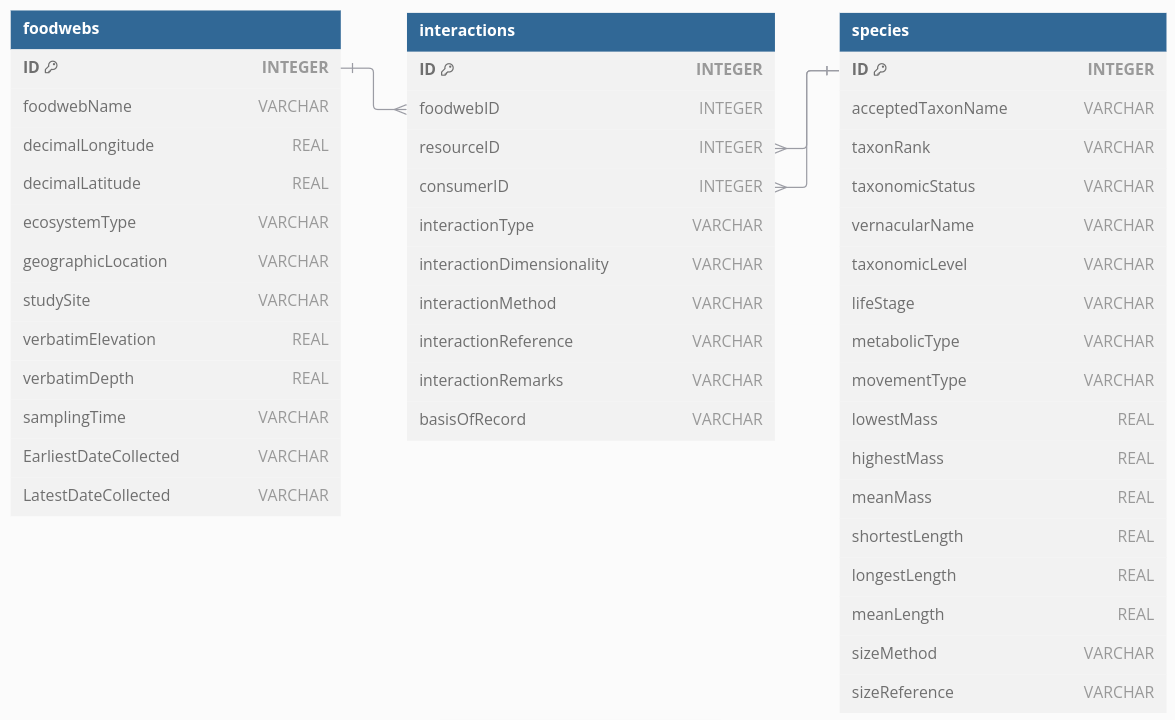 foodwebs
ID INTEGER
foodwebName VARCHAR
decimalLongitude REAL
decimalLatitude REAL
ecosystemType VARCHAR
geographicLocation VARCHAR
studySite VARCHAR
verbatimElevation REAL
verbatimDepth REAL
samplingTime VARCHAR
EarliestDateCollected VARCHAR
LatestDateCollected VARCHAR
interactions
ID INTEGER
foodwebID INTEGER
resourceID INTEGER
consumerID INTEGER
interactionType VARCHAR
interactionDimensionality VARCHAR
interactionMethod VARCHAR
interactionReference VARCHAR
interactionRemarks VARCHAR
basisOfRecord VARCHAR
species
ID INTEGER
acceptedTaxonName VARCHAR
taxonRank VARCHAR
taxonomicStatus VARCHAR
vernacularName VARCHAR
taxonomicLevel VARCHAR
lifeStage VARCHAR
metabolicType VARCHAR
movementType VARCHAR
lowestMass REAL
highestMass REAL
meanMass REAL
shortestLength REAL
longestLength REAL
meanLength REAL
sizeMethod VARCHAR
sizeReference VARCHAR